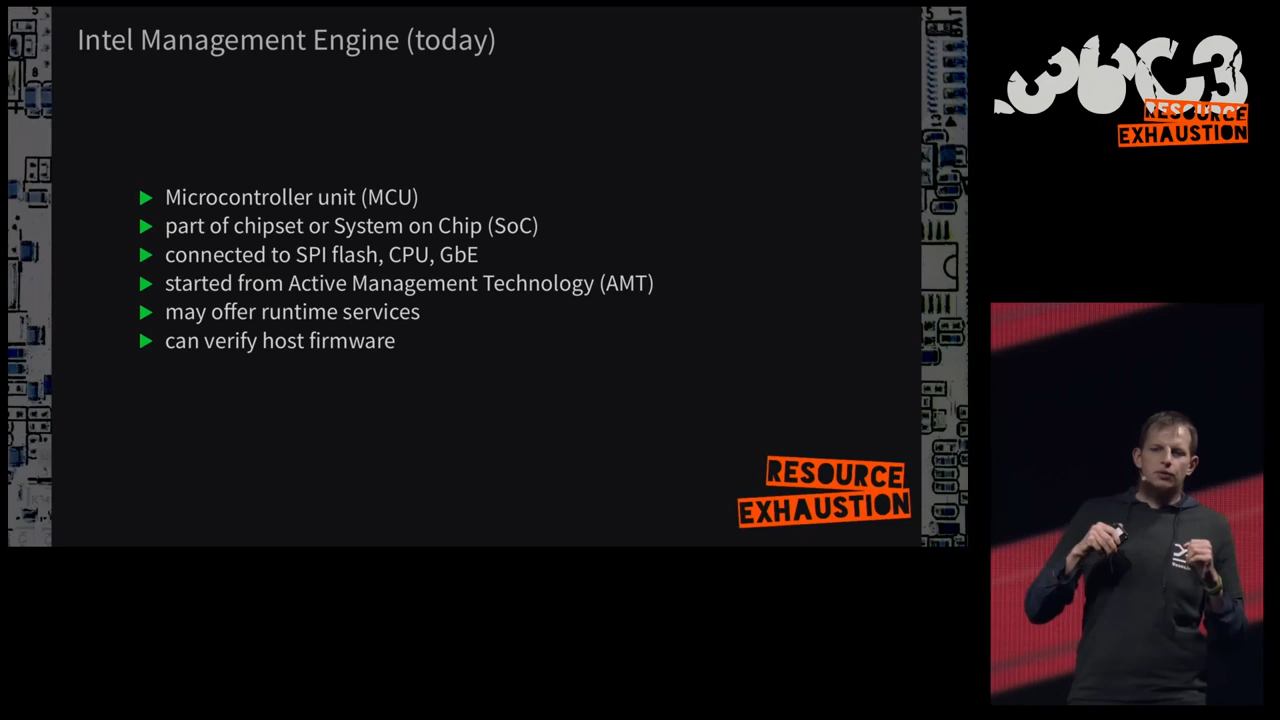 Intel Management Engine (today)
Microcontroller unit (MCU)
part of chipset or System on Chip (SoC)
connected to SPI flash, CPU, GbE
started from Active Management Technology (AMT)
may offer runtime services
can verify host firmware
RESOURCE
EXHAUSTION
36C3
RESOURCE
EXHAUSTION